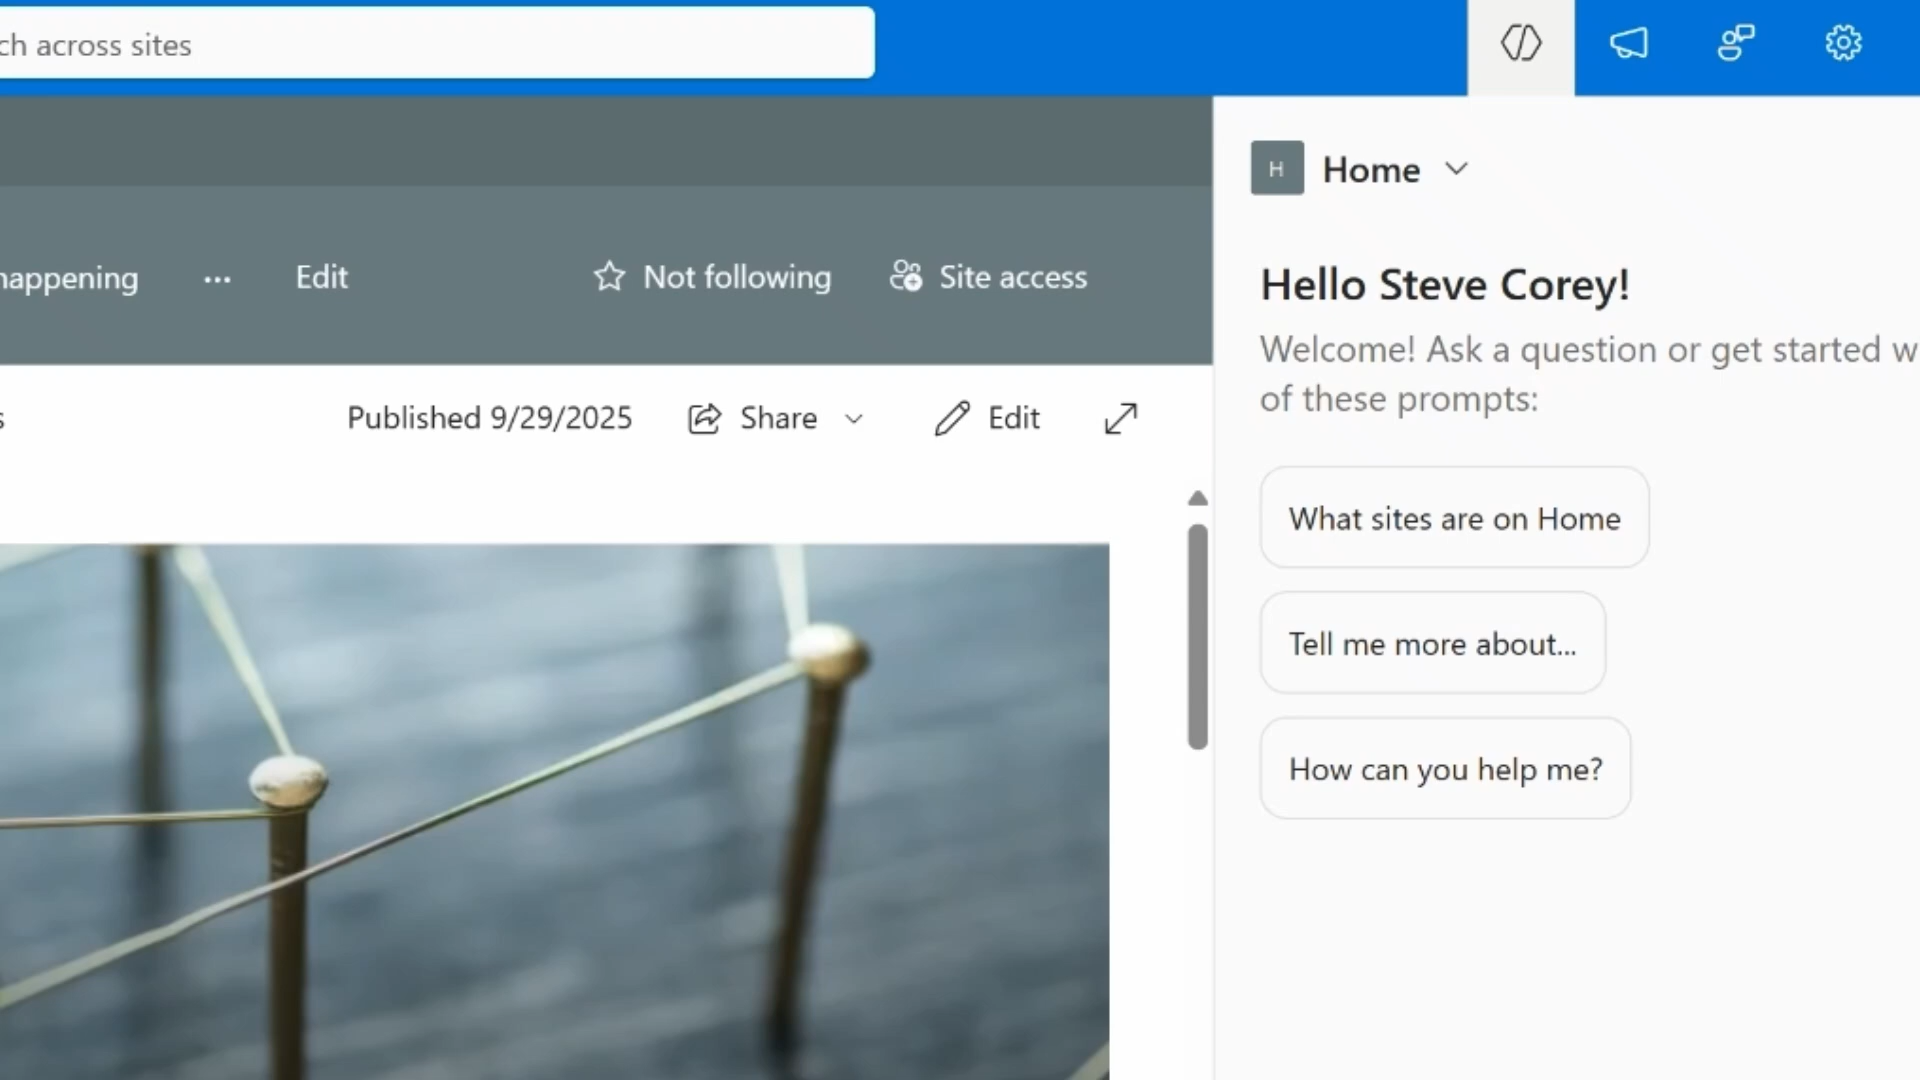 ch across sites
H Home
happening ... Edit Not following Site access
Hello Steve Corey!
Welcome! Ask a question or get started w
of these prompts:
s Published 9/29/2025 Share Edit
What sites are on Home
Tell me more about...
How can you help me?